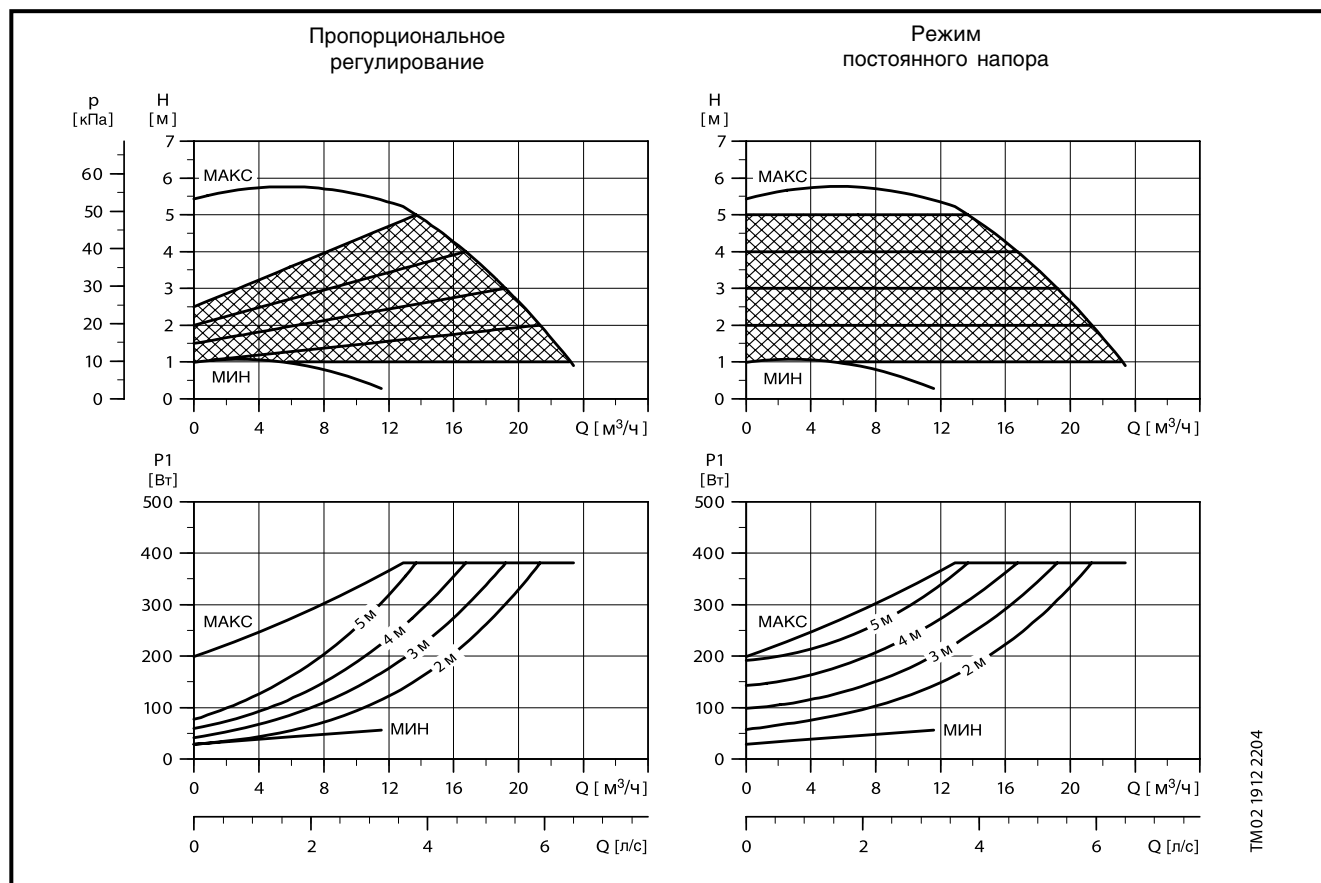 Пропорциональное
регулирование
Режим
постоянного напора
p
[кПа]
H
[м]
H
[м]
7
6
5
4
3
2
1
0
60
50
40
30
20
10
0
МАКС
МИН
0 4 8 12 16 20 Q [м³/ч]
7
6
5
4
3
2
1
0
МАКС
МИН
0 4 8 12 16 20 Q [м³/ч]
P1
[Вт]
500
400
300
200
100
0
МАКС
5 м
4 м
3 м
2 м
МИН
0 4 8 12 16 20 Q [м³/ч]
0 2 4 6 Q [л/с]
P1
[Вт]
500
400
300
200
100
0
МАКС
5 м
4 м
3 м
2 м
МИН
0 4 8 12 16 20 Q [м³/ч]
0 2 4 6 Q [л/с]
TM02 1912 2204